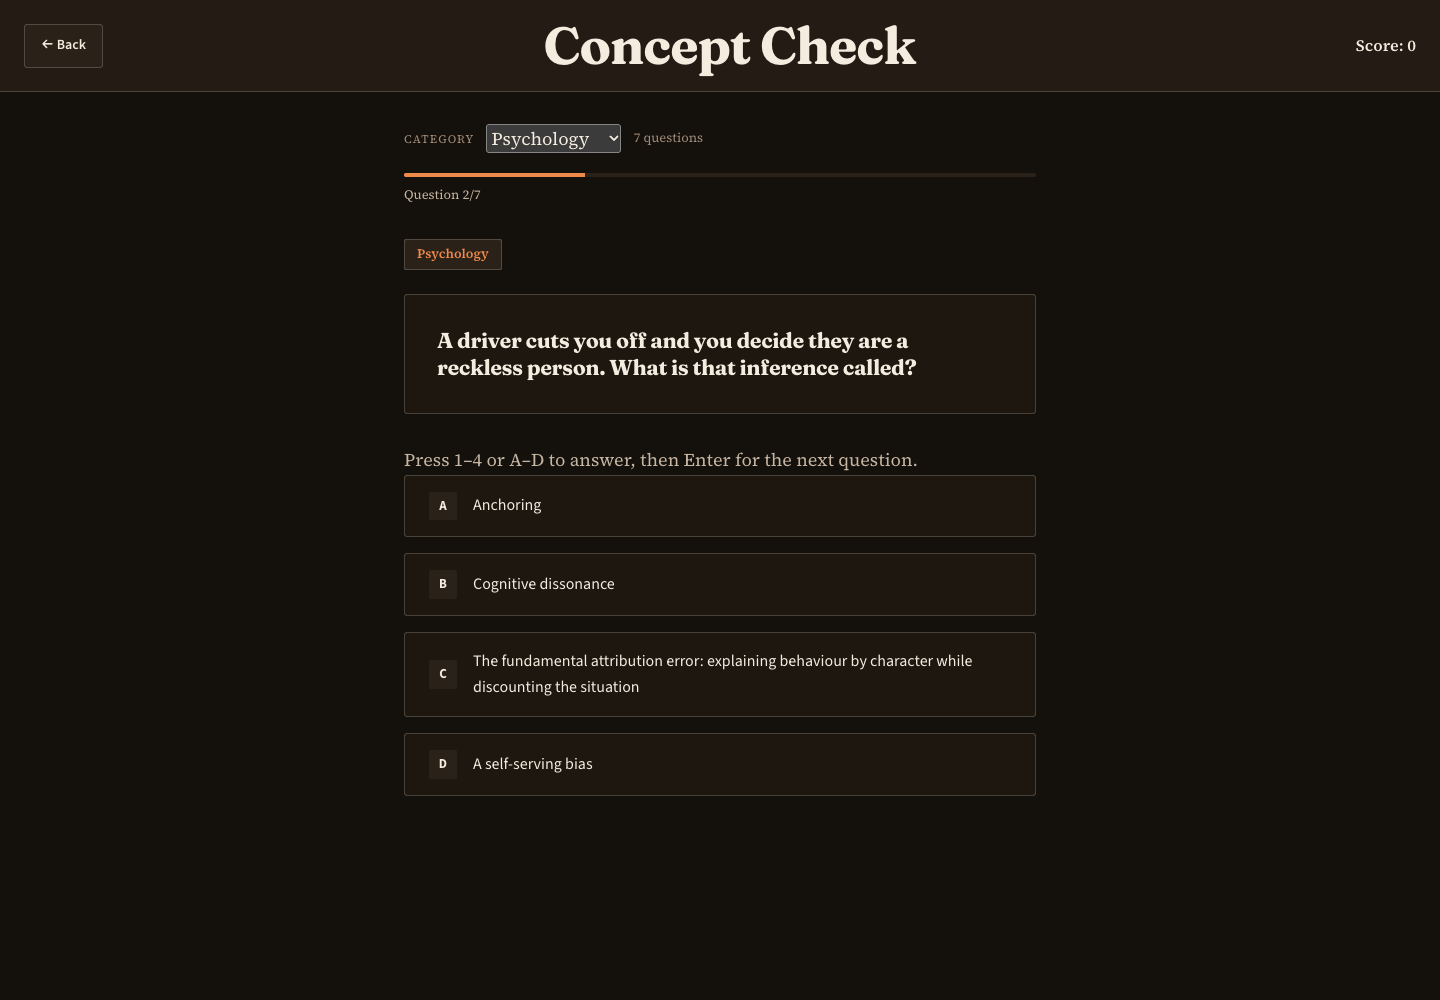 ← Back
Concept Check
Score: 0
CATEGORY Psychology 7 questions
Question 2/7
Psychology
A driver cuts you off and you decide they are a
reckless person. What is that inference called?
Press 1–4 or A–D to answer, then Enter for the next question.
A Anchoring
B Cognitive dissonance
C The fundamental attribution error: explaining behaviour by character while
discounting the situation
D A self-serving bias